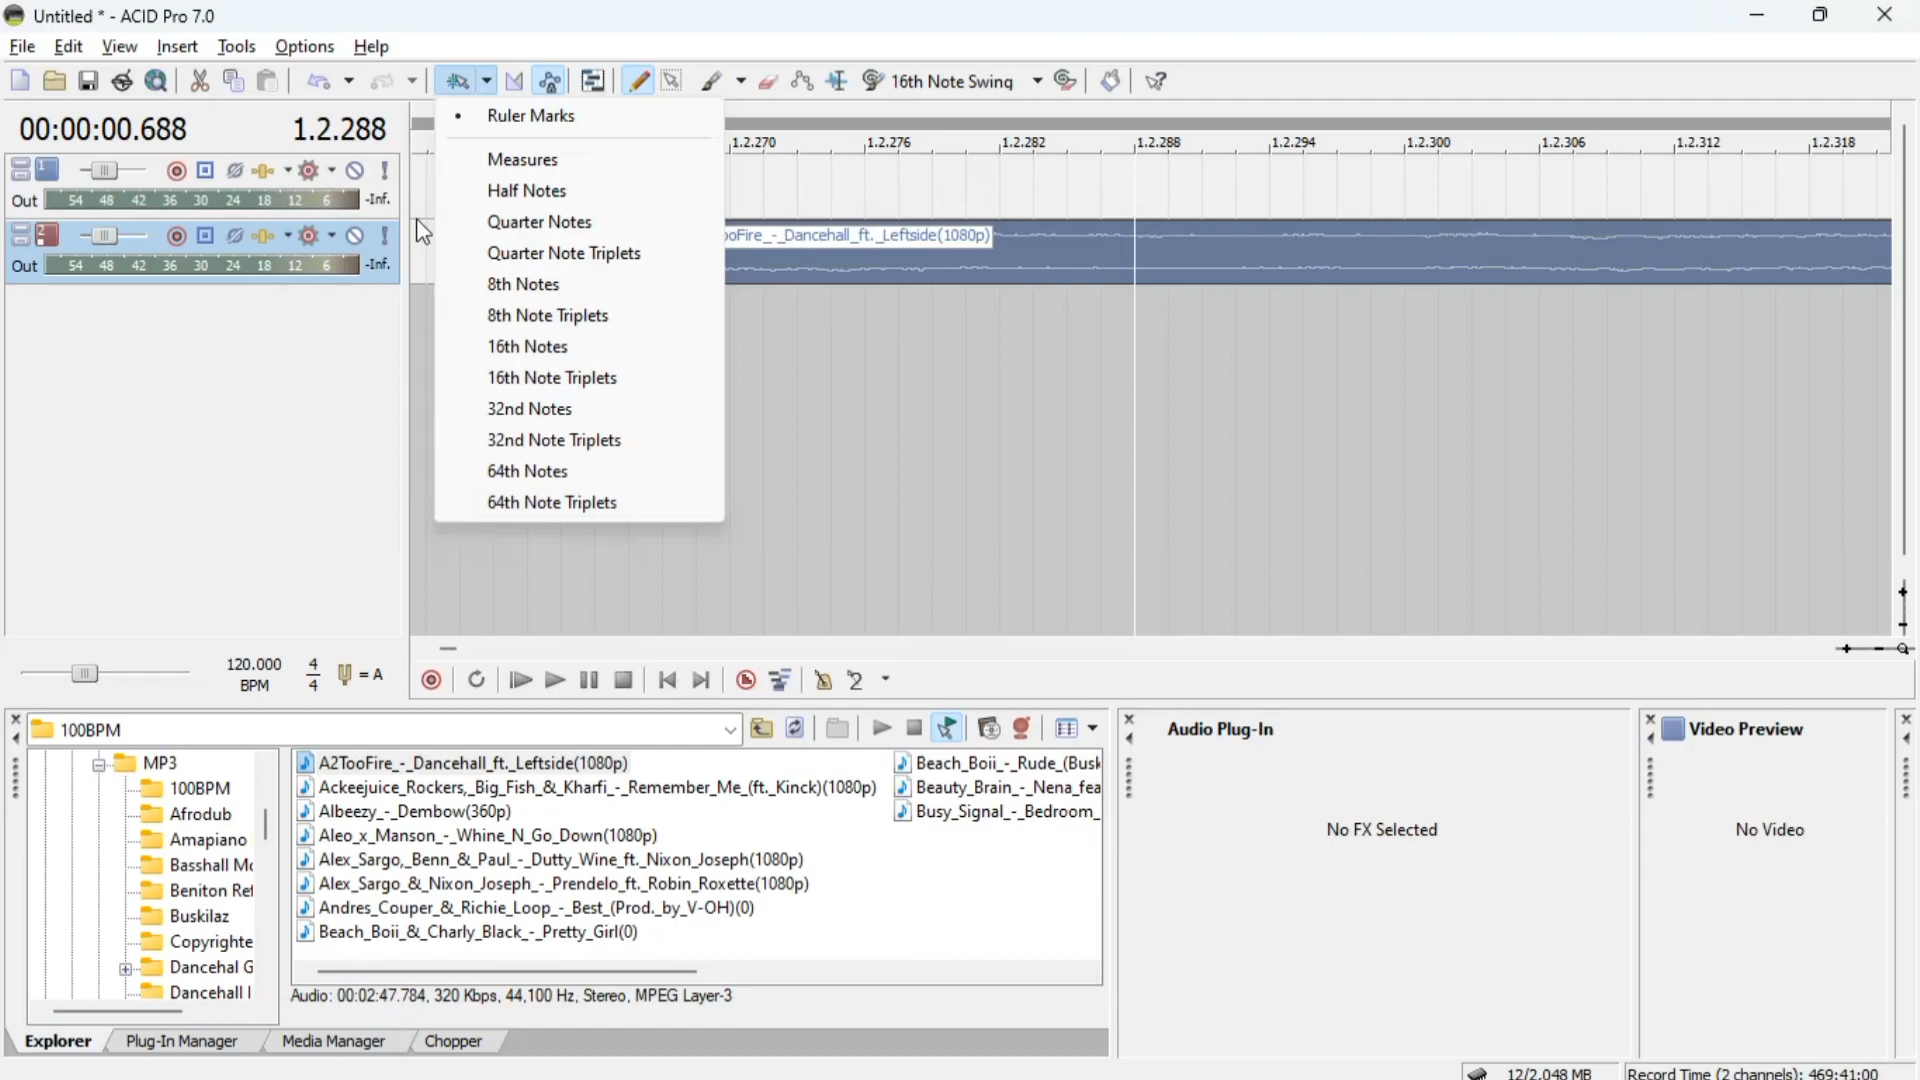 Untitled * - ACID Pro 7.0
File Edit View Insert Tools Options Help
16th Note Swing
00:00:00.688 1.2.288
Ruler Marks
Measures
Half Notes
Quarter Notes
Quarter Note Triplets
8th Notes
8th Note Triplets
16th Notes
16th Note Triplets
32nd Notes
32nd Note Triplets
64th Notes
64th Note Triplets
1.2.270 1.2.276 1.2.282 1.2.288 1.2.294 1.2.300 1.2.306 1.2.312 1.2.318
1
Out 54 48 42 36 30 24 18 12 6 -Inf.
2
Out 54 48 42 36 30 24 18 12 6 -Inf.
ooFire_-_Dancehall_ft._Leftside(1080p)
120.000 BPM
4
4
= A
100BPM
MP3
100BPM
Afrodub
Amapiano
Basshall Mo
Beniton Ref
Buskilaz
Copyrighte
Dancehal G
Dancehall I
A2TooFire_-_Dancehall_ft._Leftside(1080p)
Ackeejuice_Rockers,_Big_Fish_&_Kharfi_-_Remember_Me_(ft._Kinck)(1080p)
Albeezy_-_Dembow(360p)
Aleo_x_Manson_-_Whine_N_Go_Down(1080p)
Alex_Sargo,_Benn_&_Paul_-_Dutty_Wine_ft._Nixon_Joseph(1080p)
Alex_Sargo_&_Nixon_Joseph_-_Prendelo_ft._Robin_Roxette(1080p)
Andres_Couper_&_Richie_Loop_-_Best_(Prod._by_V-OH)(0)
Beach_Boii_&_Charly_Black_-_Pretty_Girl(0)
Beach_Boii_-_Rude_(Busk
Beauty_Brain_-_Nena_fea
Busy_Signal_-_Bedroom_
Audio: 00:02:47.784, 320 Kbps, 44,100 Hz, Stereo, MPEG Layer-3
Explorer Plug-In Manager Media Manager Chopper
Audio Plug-In
No FX Selected
Video Preview
No Video
12/2,048 MB Record Time (2 channels): 469:41:00